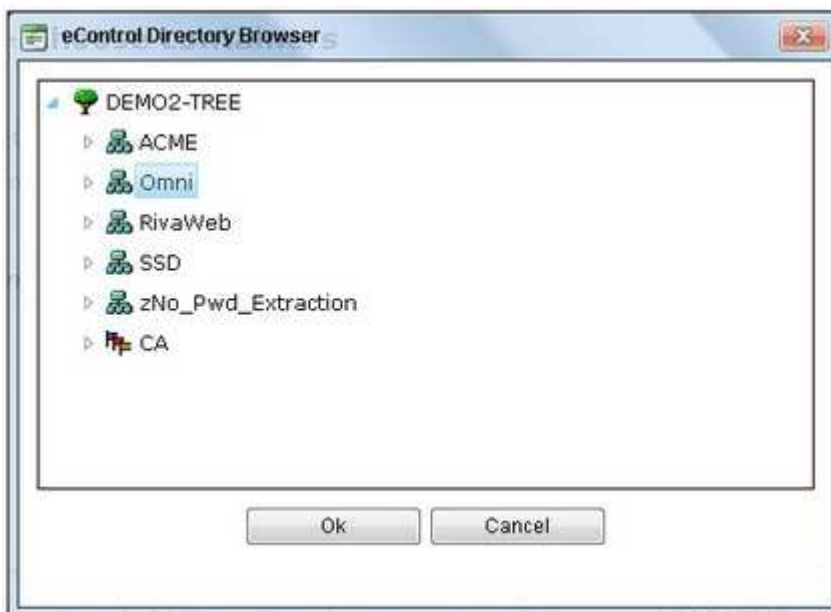 eControl Directory Browser
DEMO2-TREE
ACME
Omni
RivaWeb
SSD
zNo_Pwd_Extraction
CA
Ok Cancel